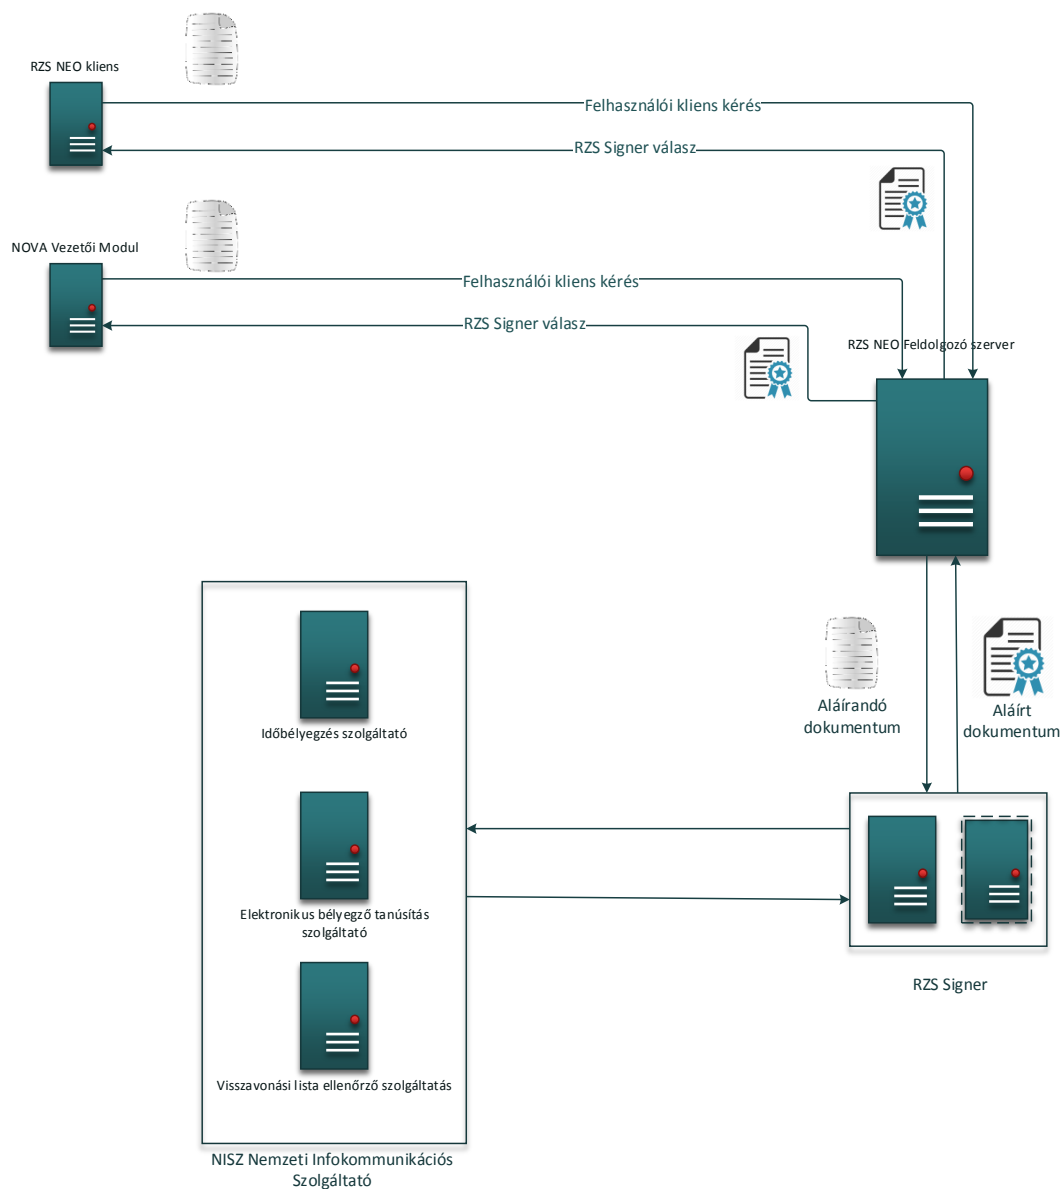 RZS NEO kliens
Felhasználói kliens kérés
RZS Signer válasz
NOVA Vezetői Modul
Felhasználói kliens kérés
RZS Signer válasz
RZS NEO Feldolgozó szerver
Aláírandó
dokumentum
Aláírt
dokumentum
Időbélyegzés szolgáltató
Elektronikus bélyegző tanúsítás
szolgáltató
Visszavonási lista ellenőrző szolgáltatás
RZS Signer
NISZ Nemzeti Infokommunikációs
Szolgáltató